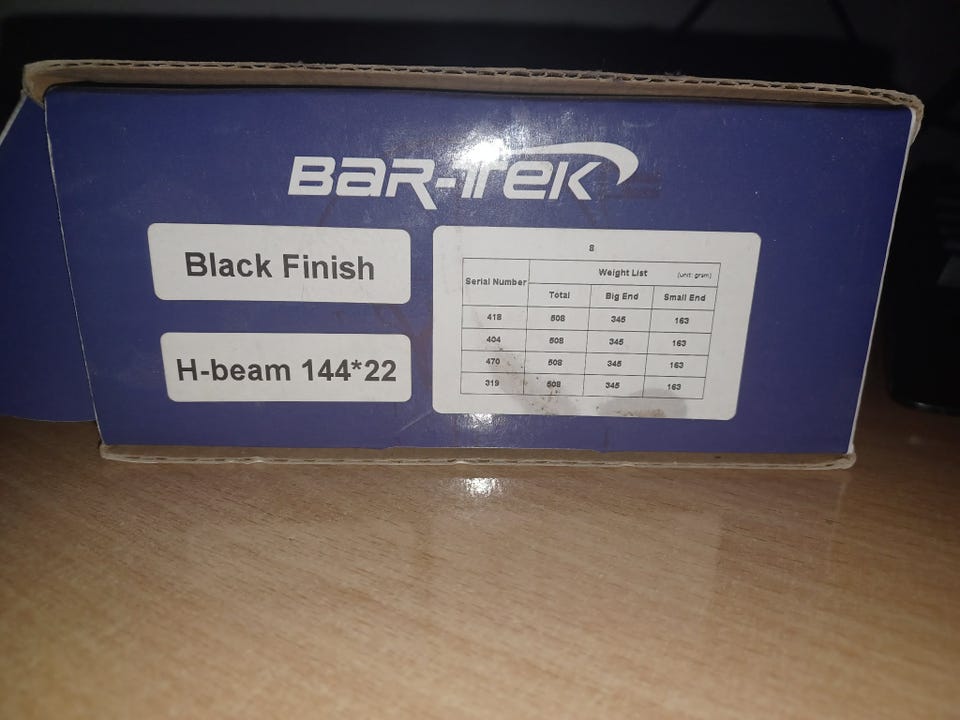 BAR-TEK
Black Finish
H-beam 144*22
8
Serial Number Weight List (unit: gram)
Total Big End Small End
418 508 345 163
404 508 345 163
470 508 345 163
319 508 345 163